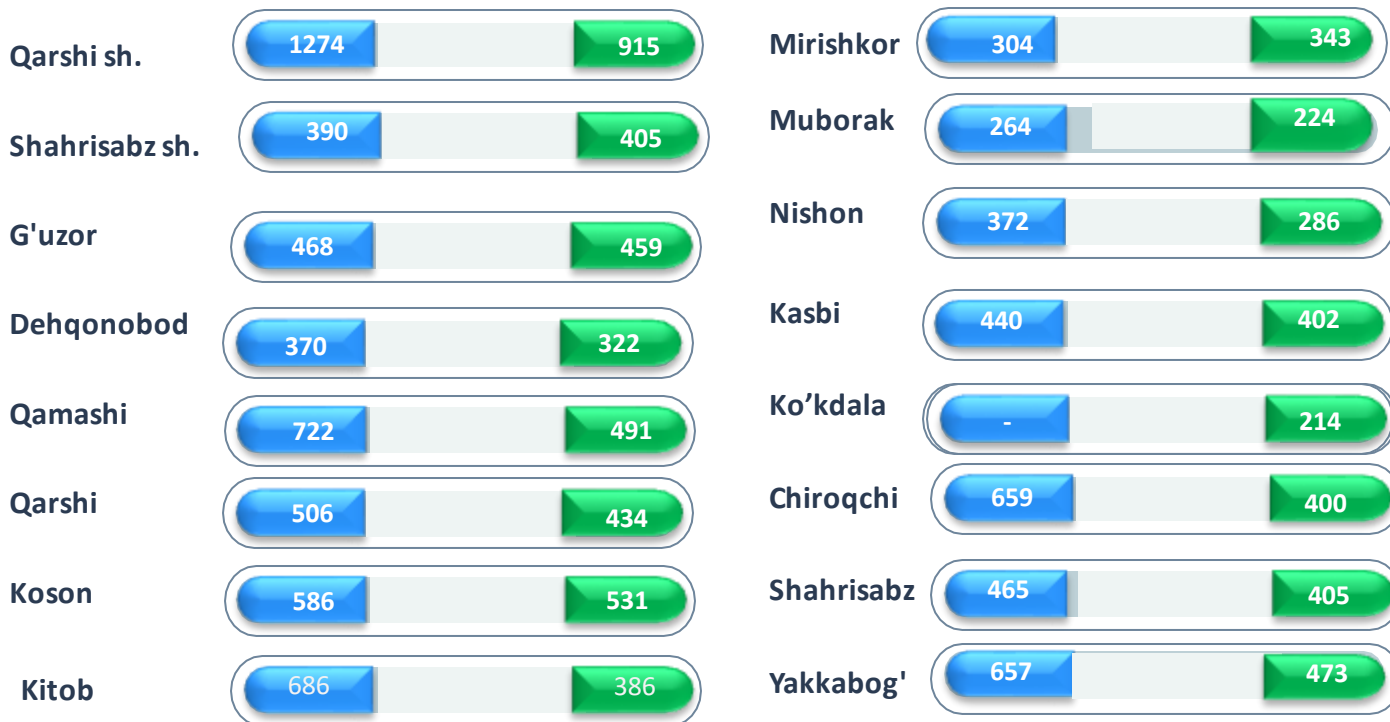 Qarshi sh. 1274 915
Shahrisabz sh. 390 405
G'uzor 468 459
Dehqonobod 370 322
Qamashi 722 491
Qarshi 506 434
Koson 586 531
Kitob 686 386
Mirishkor 304 343
Muborak 264 224
Nishon 372 286
Kasbi 440 402
Ko’kdala - 214
Chiroqchi 659 400
Shahrisabz 465 405
Yakkabog' 657 473